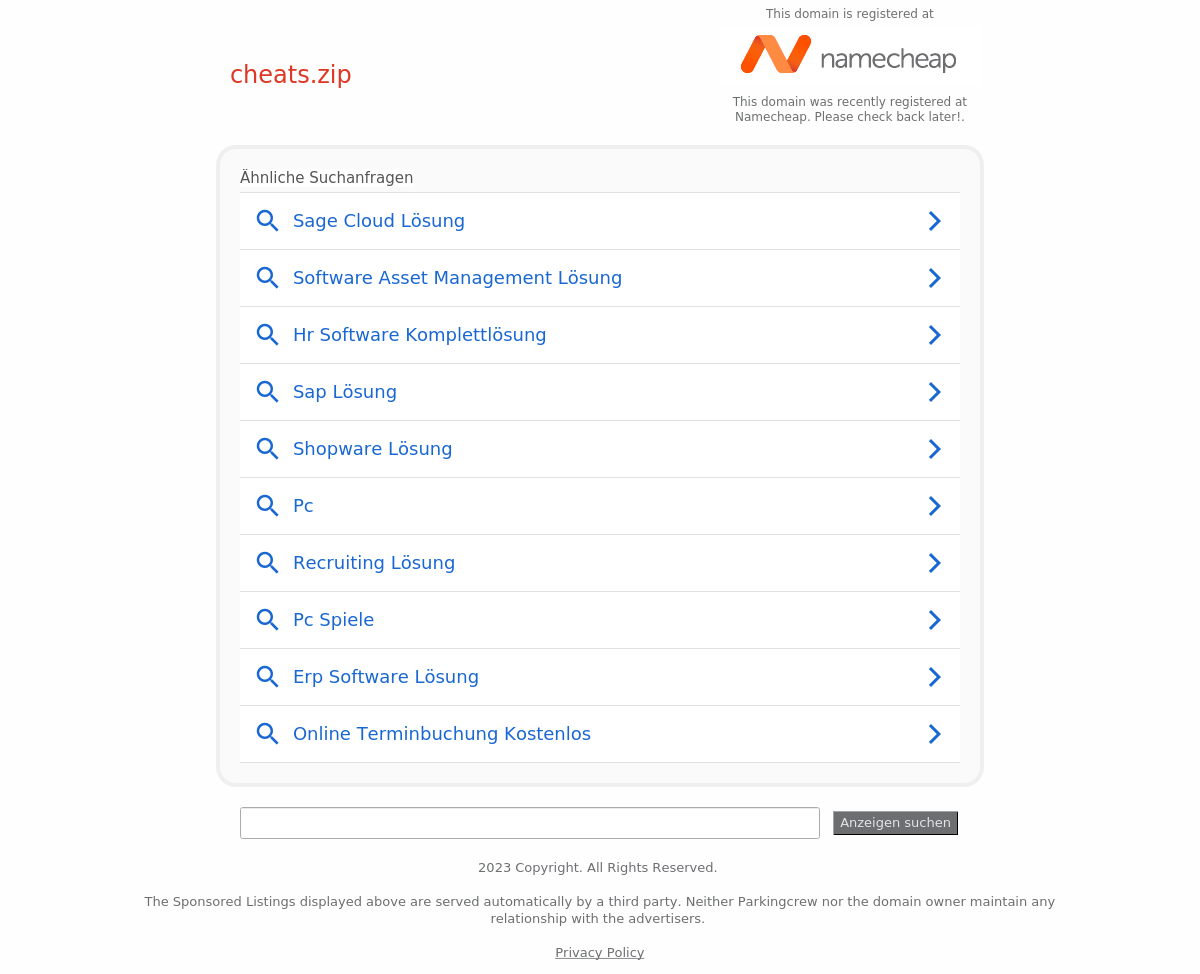 This domain is registered at
namecheap
cheats.zip
This domain was recently registered at
Namecheap. Please check back later!.
Ähnliche Suchanfragen
Sage Cloud Lösung
Software Asset Management Lösung
Hr Software Komplettlösung
Sap Lösung
Shopware Lösung
Pc
Recruiting Lösung
Pc Spiele
Erp Software Lösung
Online Terminbuchung Kostenlos
Anzeigen suchen
2023 Copyright. All Rights Reserved.
The Sponsored Listings displayed above are served automatically by a third party. Neither Parkingcrew nor the domain owner maintain any
relationship with the advertisers.
Privacy Policy